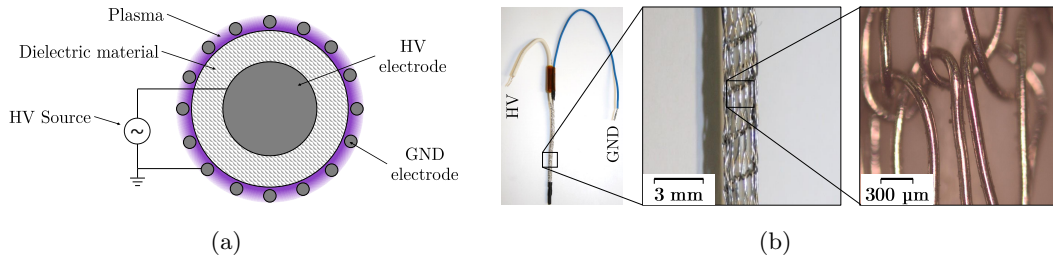 Plasma
Dielectric material
HV
electrode
HV Source
~
GND
electrode
(a)
HV
GND
3 mm
300 µm
(b)